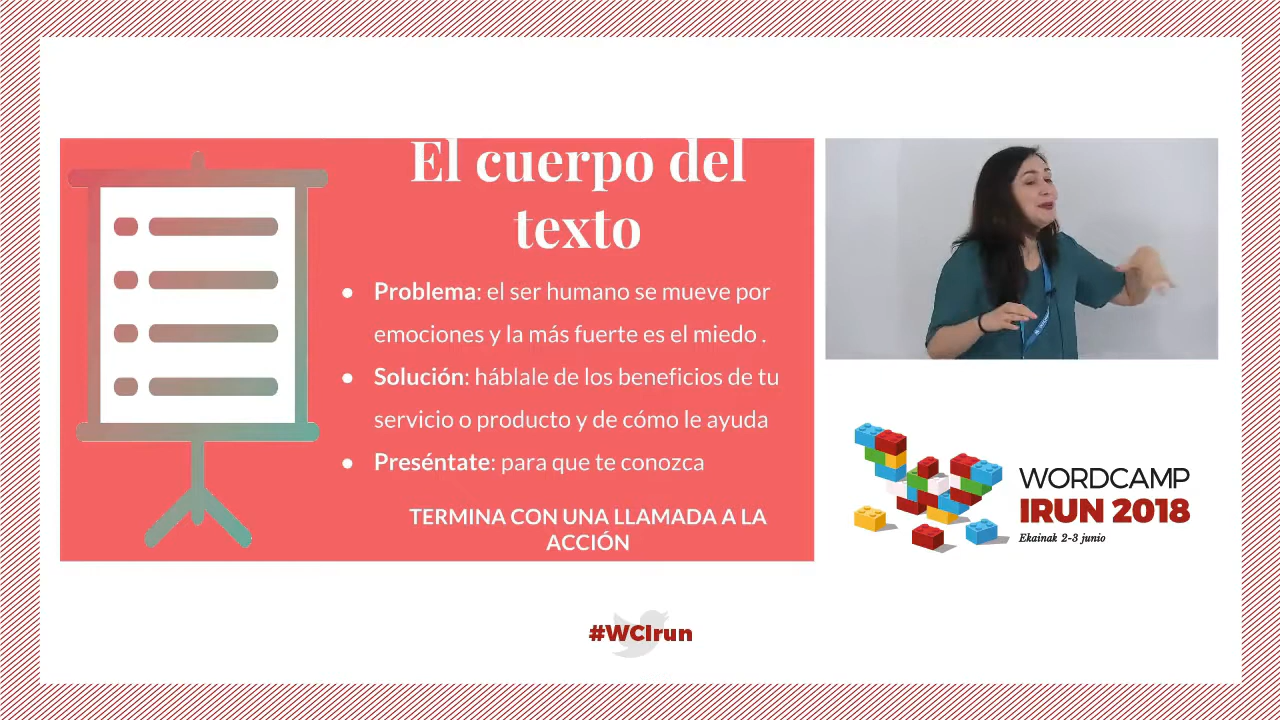 El cuerpo del
texto
● Problema: el ser humano se mueve por
emociones y la más fuerte es el miedo .
● Solución: háblale de los beneficios de tu
servicio o producto y de cómo le ayuda
● Preséntate: para que te conozca
TERMINA CON UNA LLAMADA A LA
ACCIÓN
WORDCAMP
IRUN 2018
Ekainak 2-3 junio
#WCIrun